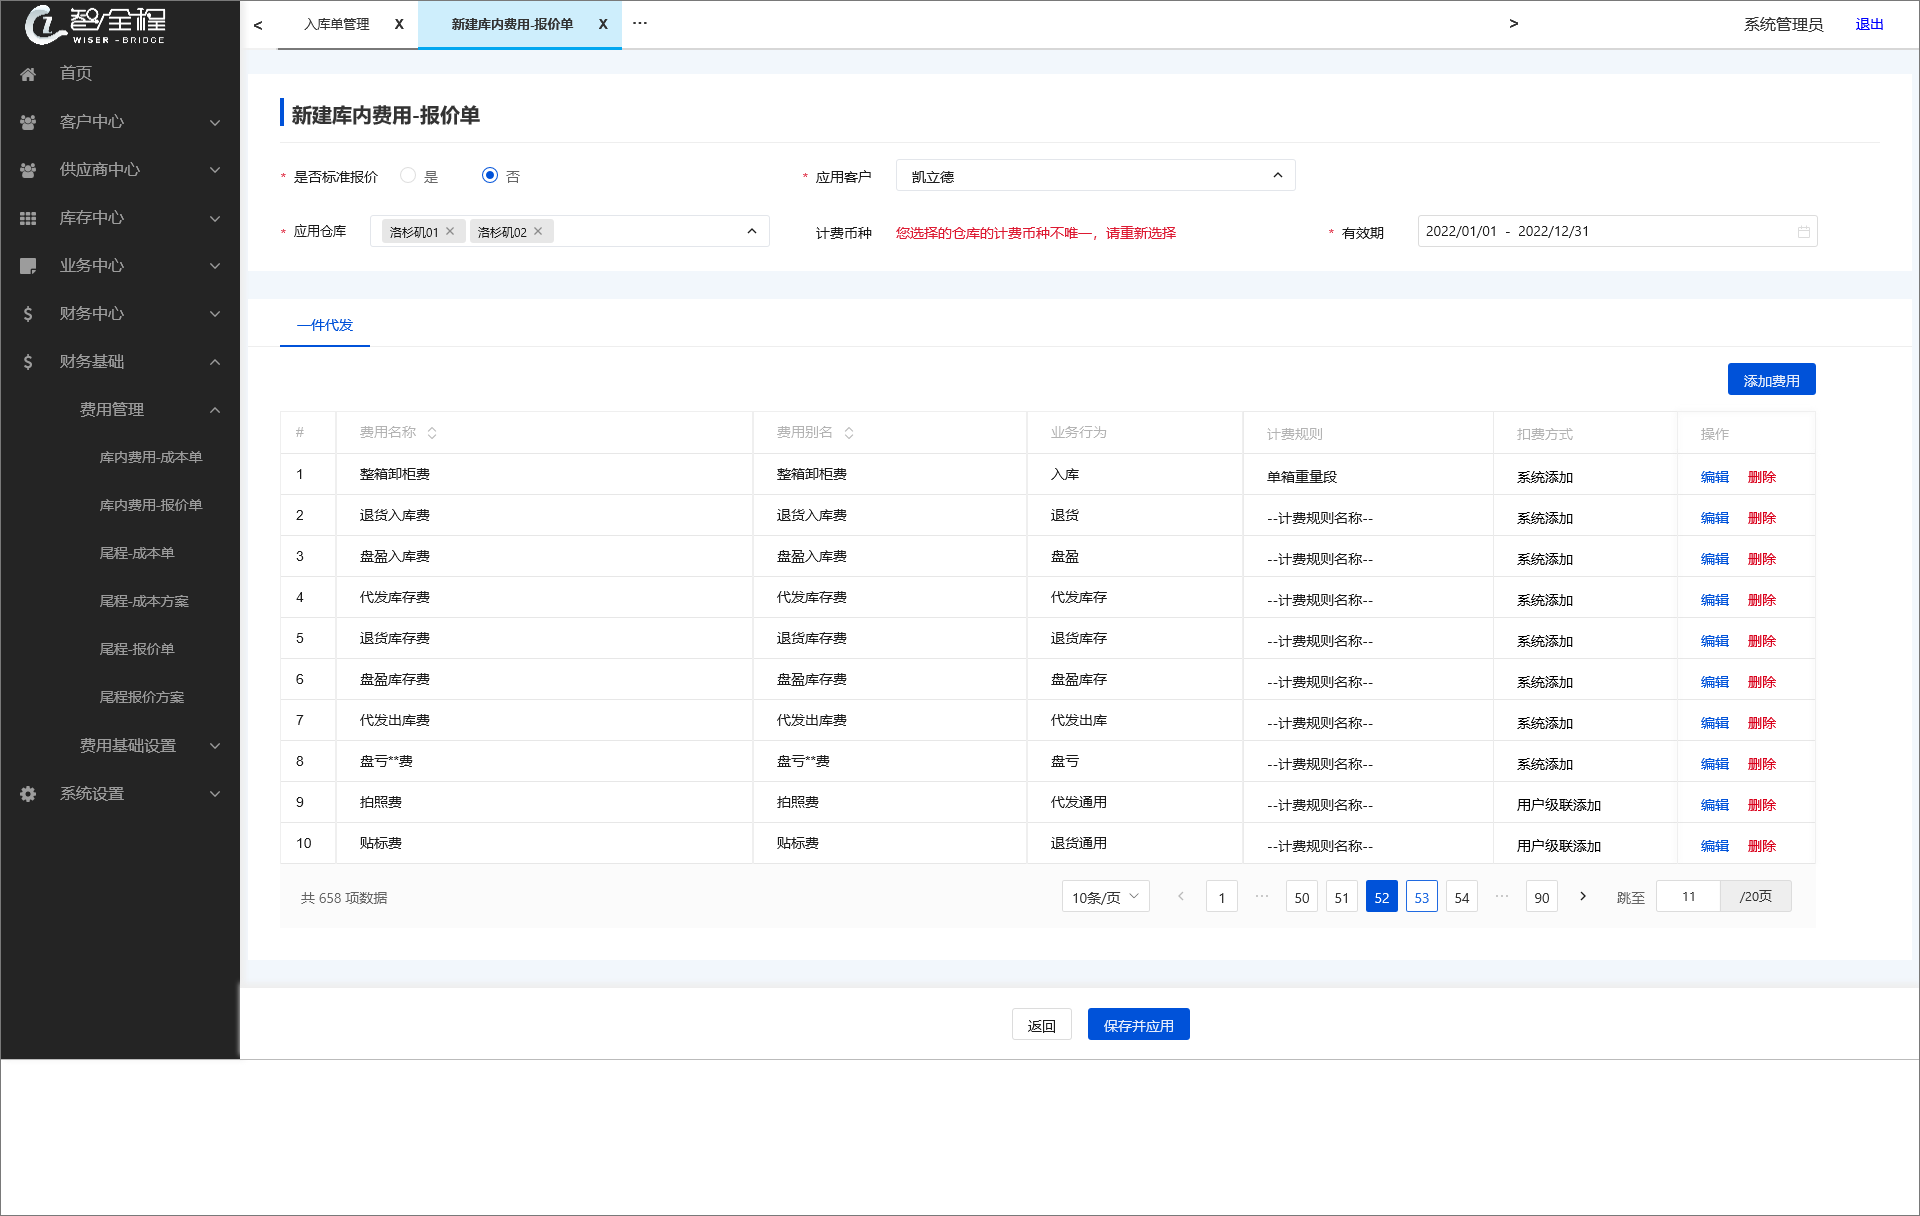 智全程
WISER-BRIDGE
< 入库单管理 X 新建库内费用-报价单 X ··· > 系统管理员 退出
首页
客户中心
供应商中心
库存中心
业务中心
财务中心
财务基础
费用管理
库内费用-成本单
库内费用-报价单
尾程-成本单
尾程-成本方案
尾程-报价单
尾程报价方案
费用基础设置
系统设置
新建库内费用-报价单
* 是否标准报价 是 否 * 应用客户 凯立德
* 应用仓库 洛杉矶01 × 洛杉矶02 × 计费币种 您选择的仓库的计费币种不唯一，请重新选择 * 有效期 2022/01/01 - 2022/12/31
一件代发
添加费用
# 费用名称 费用别名 业务行为 计费规则 扣费方式 操作
1 整箱卸柜费 整箱卸柜费 入库 单箱重量段 系统添加 编辑 删除
2 退货入库费 退货入库费 退货 --计费规则名称-- 系统添加 编辑 删除
3 盘盈入库费 盘盈入库费 盘盈 --计费规则名称-- 系统添加 编辑 删除
4 代发库存费 代发库存费 代发库存 --计费规则名称-- 系统添加 编辑 删除
5 退货库存费 退货库存费 退货库存 --计费规则名称-- 系统添加 编辑 删除
6 盘盈库存费 盘盈库存费 盘盈库存 --计费规则名称-- 系统添加 编辑 删除
7 代发出库费 代发出库费 代发出库 --计费规则名称-- 系统添加 编辑 删除
8 盘亏**费 盘亏**费 盘亏 --计费规则名称-- 系统添加 编辑 删除
9 拍照费 拍照费 代发通用 --计费规则名称-- 用户级联添加 编辑 删除
10 贴标费 贴标费 退货通用 --计费规则名称-- 用户级联添加 编辑 删除
共 658 项数据 10条/页 1 ··· 50 51 52 53 54 ··· 90 跳至 11 /20页
返回 保存并应用